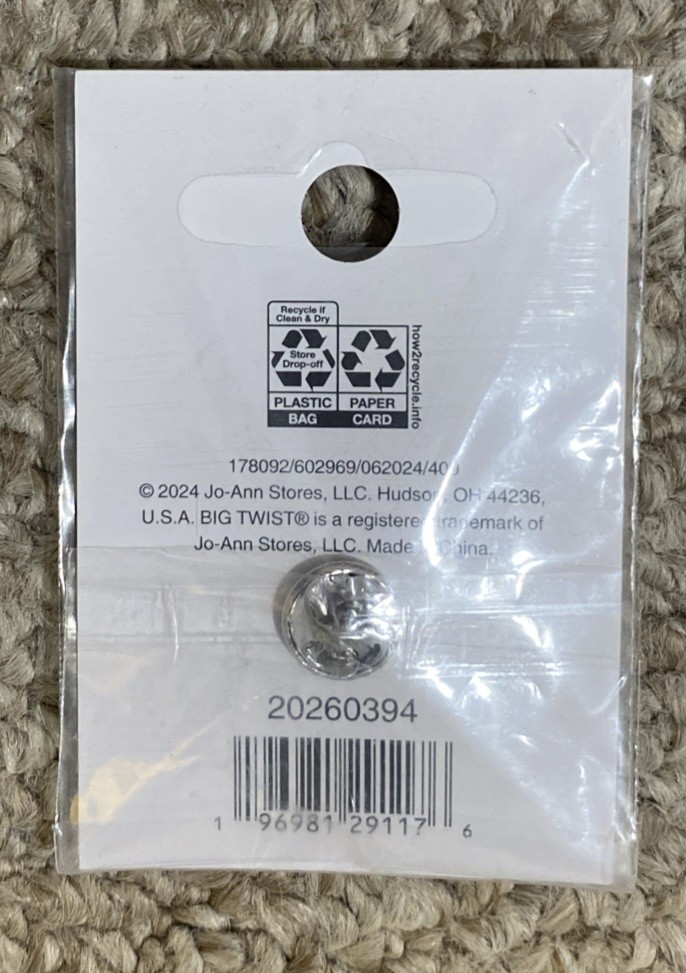 Recycle if
Clean & Dry
Store
Drop-off
PLASTIC PAPER
BAG CARD
how2recycle.info
178092/602969/062024/409
© 2024 Jo-Ann Stores, LLC. Hudson, OH 44236,
U.S.A. BIG TWIST® is a registered trademark of
Jo-Ann Stores, LLC. Made China.
20260394
1 96981 29117 6